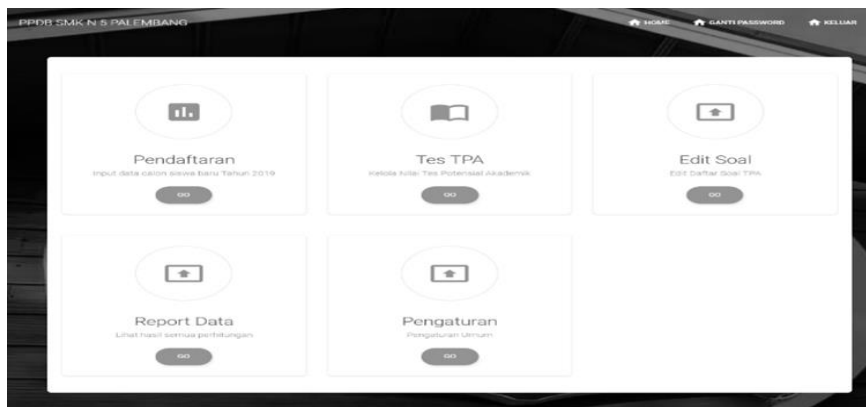 PPDB SMK N 5 PALEMBANG
HOME
GANTI PASSWORD
KELUAR
Pendaftaran
Input data calon siswa baru Tahun 2019
GO
Tes TPA
Kelola Nilai Tes Potensial Akademik
GO
Edit Soal
Edit Daftar Soal TPA
GO
Report Data
Lihat hasil semua perhitungan
GO
Pengaturan
Pengaturan Umum
GO